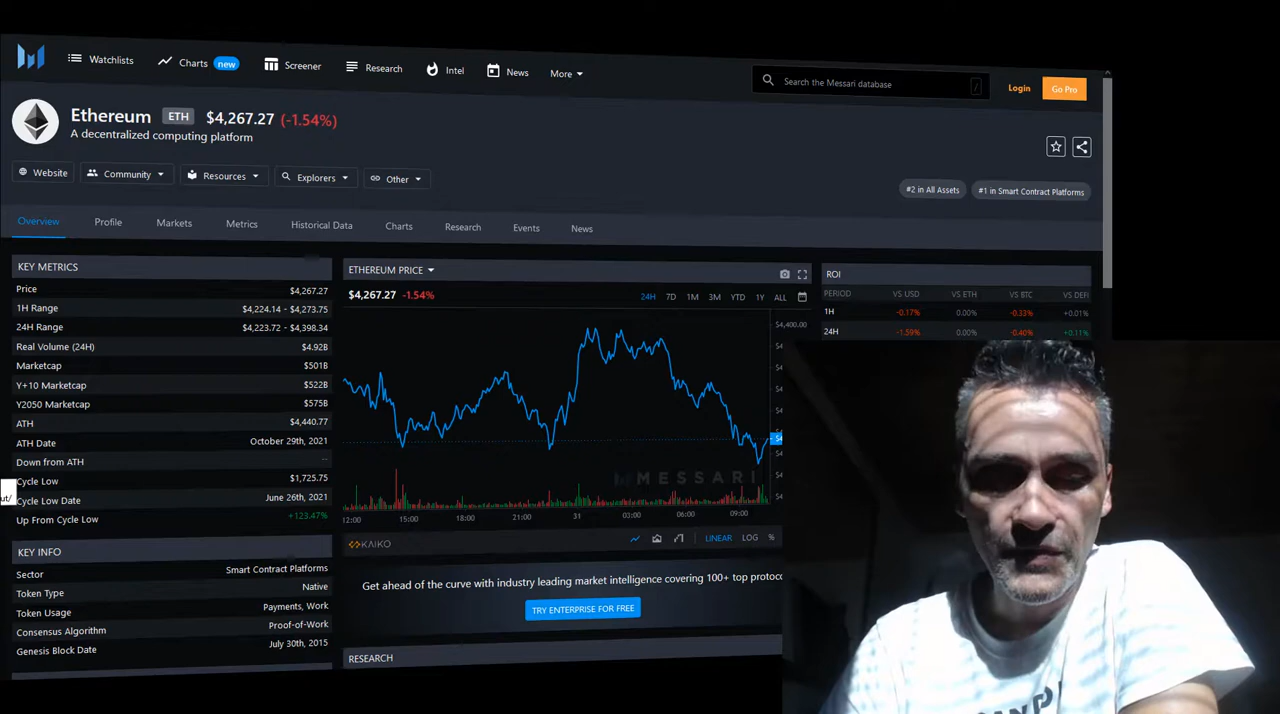 Watchlists Charts new Screener Research Intel News More Search the Messari database / Login Go Pro
Ethereum ETH $4,267.27 (-1.54%)
A decentralized computing platform
Website Community Resources Explorers Other
#2 in All Assets #1 in Smart Contract Platforms
Overview Profile Markets Metrics Historical Data Charts Research Events News
KEY METRICS
Price $4,267.27
1H Range $4,224.14 - $4,273.75
24H Range $4,223.72 - $4,398.34
Real Volume (24H) $4.92B
Marketcap $501B
Y+10 Marketcap $522B
Y2050 Marketcap $575B
ATH $4,440.77
ATH Date October 29th, 2021
Down from ATH --
Cycle Low $1,725.75
Cycle Low Date June 26th, 2021
Up From Cycle Low +123.47%
ut/
KEY INFO
Sector Smart Contract Platforms
Token Type Native
Token Usage Payments, Work
Consensus Algorithm Proof-of-Work
Genesis Block Date July 30th, 2015
ETHEREUM PRICE
$4,267.27 -1.54% 24H 7D 1M 3M YTD 1Y ALL
$4,400.00
$4
$4
$4
$4
$4
$4
$4
MESSARI
12:00 15:00 18:00 21:00 31 03:00 06:00 09:00
KAIKO LINEAR LOG %
Get ahead of the curve with industry leading market intelligence covering 100+ top protoco
TRY ENTERPRISE FOR FREE
RESEARCH
ROI
PERIOD VS USD VS ETH VS BTC VS DEFI
1H -0.17% 0.00% -0.33% +0.01%
24H -1.59% 0.00% -0.40% +0.11%